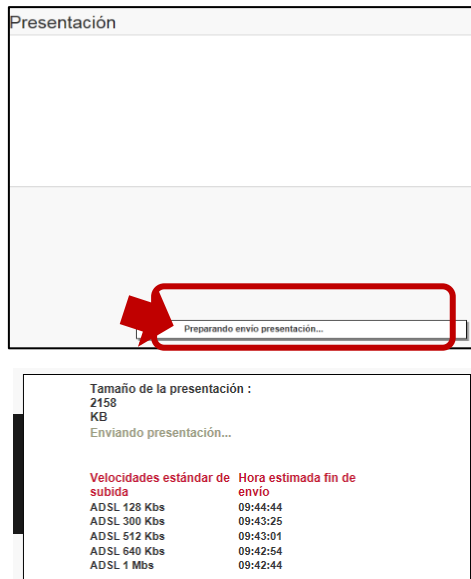 Presentación
Preparando envío presentación...
Tamaño de la presentación :
2158
KB
Enviando presentación...
Velocidades estándar de Hora estimada fin de
subida envío
ADSL 128 Kbs 09:44:44
ADSL 300 Kbs 09:43:25
ADSL 512 Kbs 09:43:01
ADSL 640 Kbs 09:42:54
ADSL 1 Mbs 09:42:44